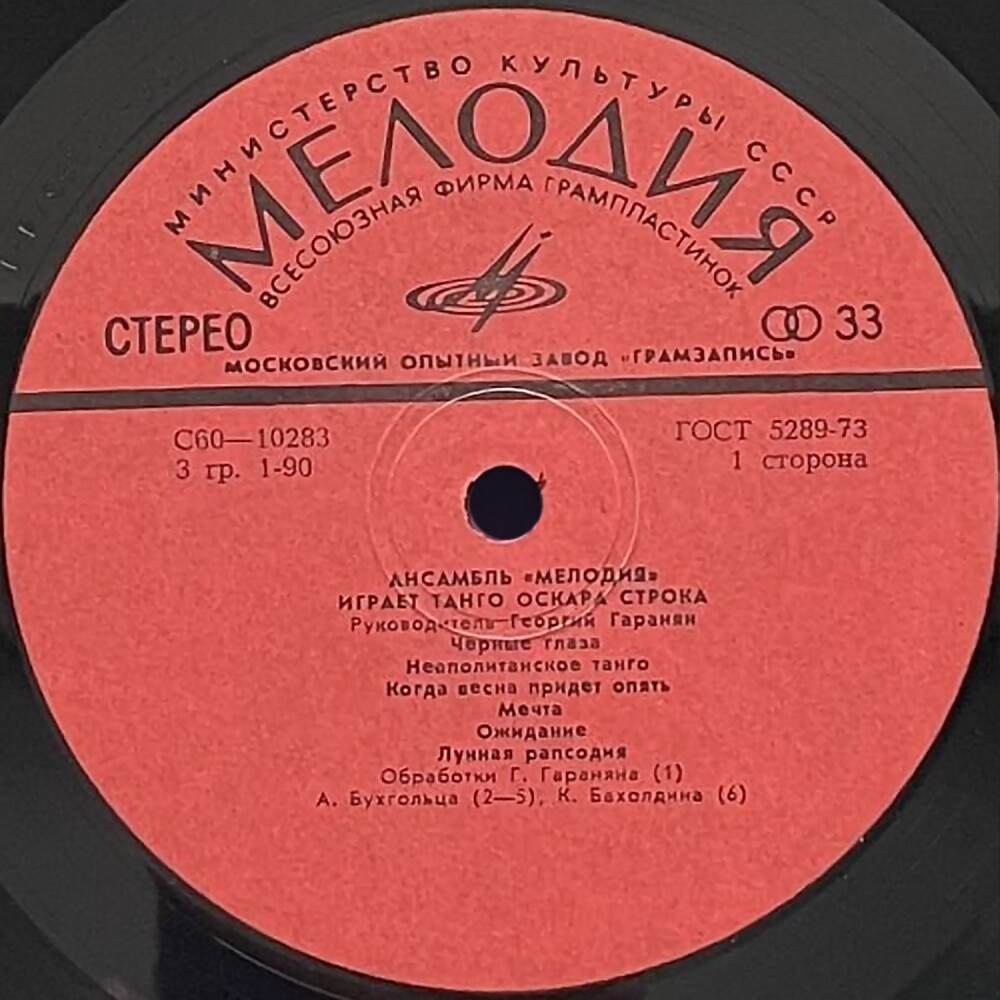 МИНИСТЕРСТВО КУЛЬТУРЫ СССР
МЕЛОДИЯ
ВСЕСОЮЗНАЯ ФИРМА ГРАМПЛАСТИНОК
СТЕРЕО
33
МОСКОВСКИЙ ОПЫТНЫЙ ЗАВОД «ГРАМЗАПИСЬ»
С60—10283
ГОСТ 5289-73
3 гр. 1-90
1 сторона
АНСАМБЛЬ «МЕЛОДИЯ»
ИГРАЕТ ТАНГО ОСКАРА СТРОКА
Руководитель—Георгий Гаранян
Черные глаза
Неаполитанское танго
Когда весна придет опять
Мечта
Ожидание
Лунная рапсодия
Обработки Г. Гараняна (1)
А. Бухгольца (2—5), К. Бахолдина (6)